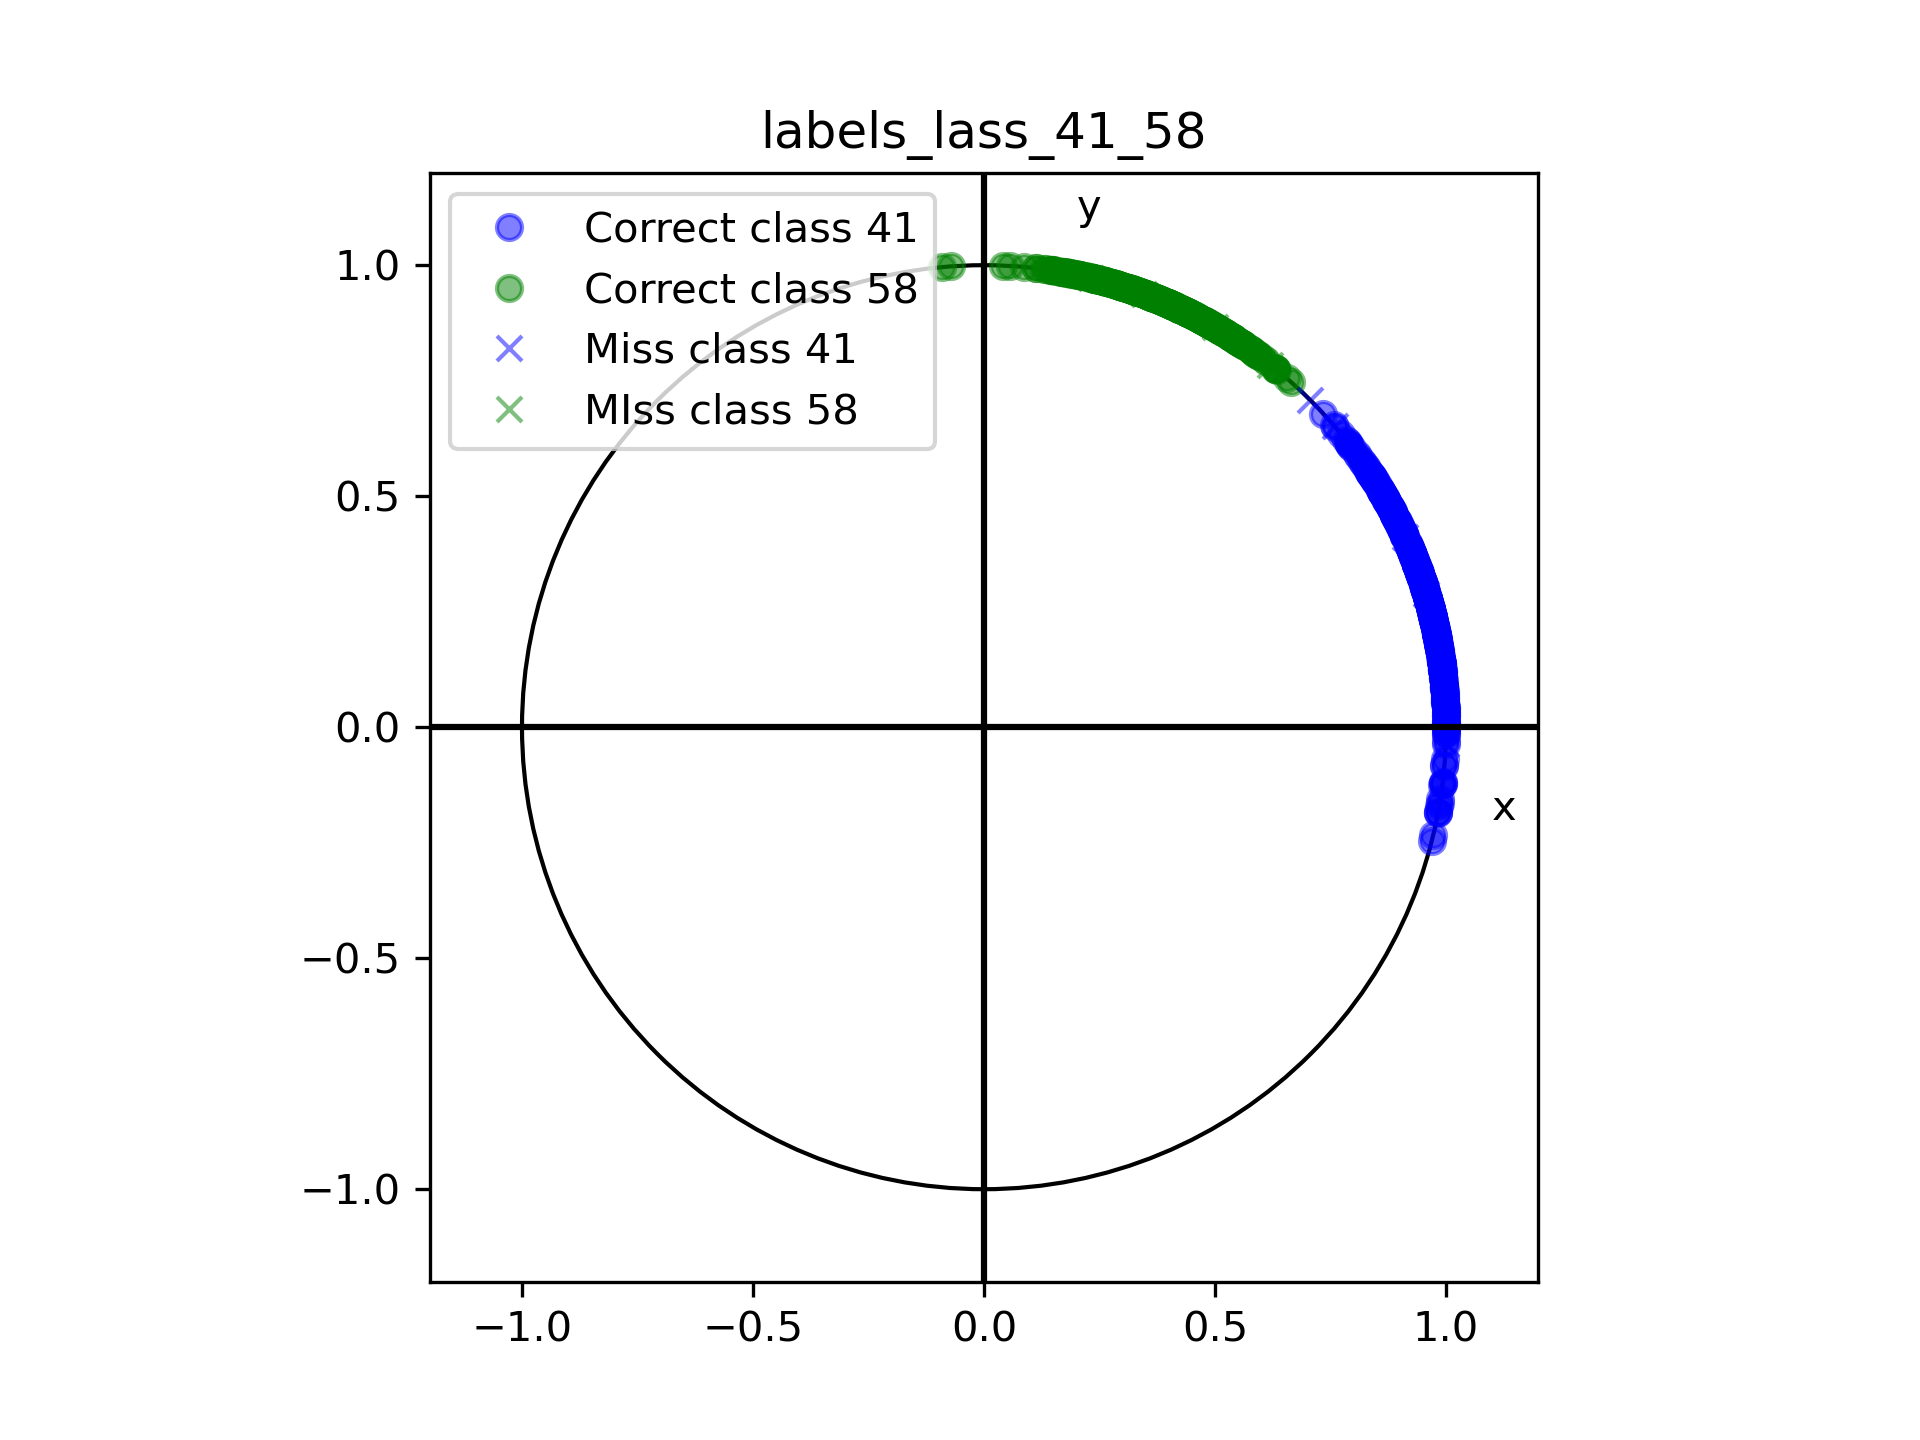 labels_lass_41_58
y
Correct class 41
Correct class 58
Miss class 41
MIss class 58
1.0
0.5
0.0
−0.5
−1.0
x
−1.0 −0.5 0.0 0.5 1.0